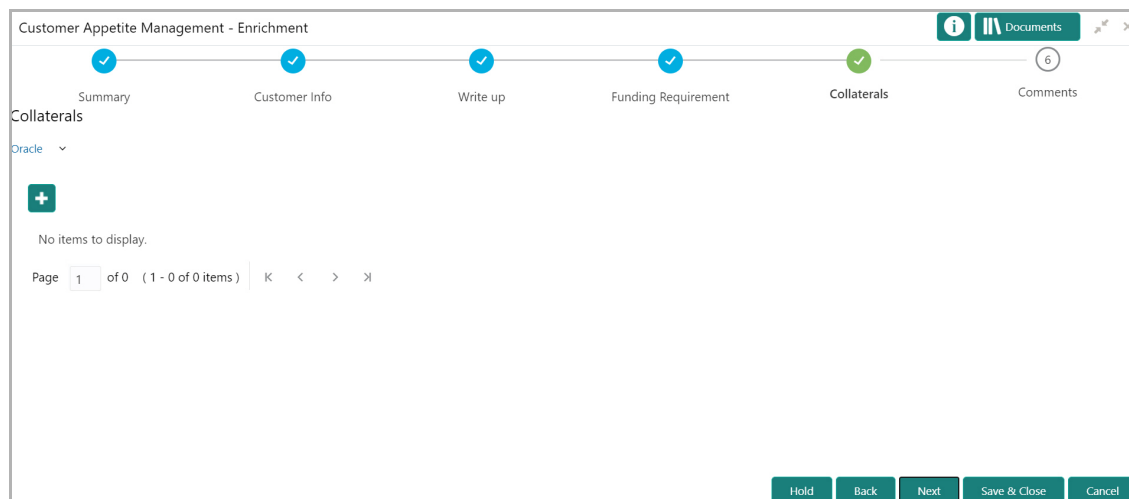 Customer Appetite Management - Enrichment
i Documents
6
Summary Customer Info Write up Funding Requirement Collaterals Comments
Collaterals
Oracle
No items to display.
Page 1 of 0 ( 1 - 0 of 0 items )
Hold Back Next Save & Close Cancel